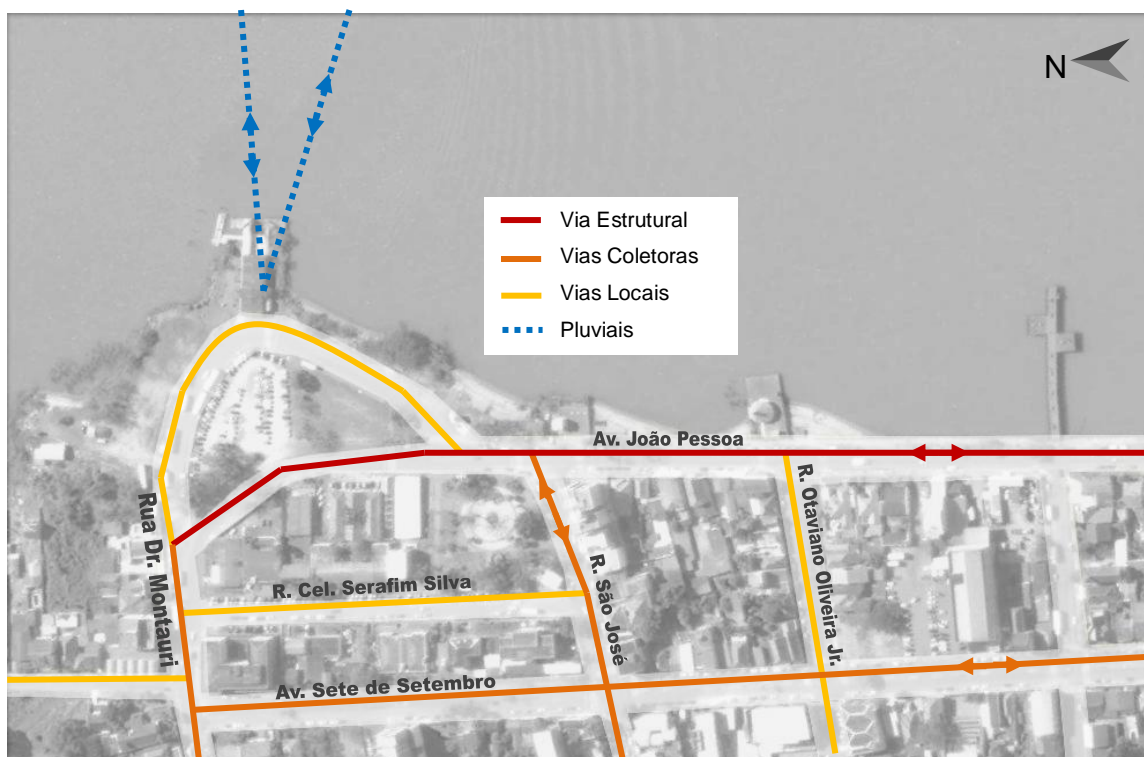 N
Via Estrutural
Vias Coletoras
Vias Locais
Pluviais
Av. João Pessoa
Rua Dr. Montauri
R. Cel. Serafim Silva
R. São José
R. Otaviano Oliveira Jr.
Av. Sete de Setembro